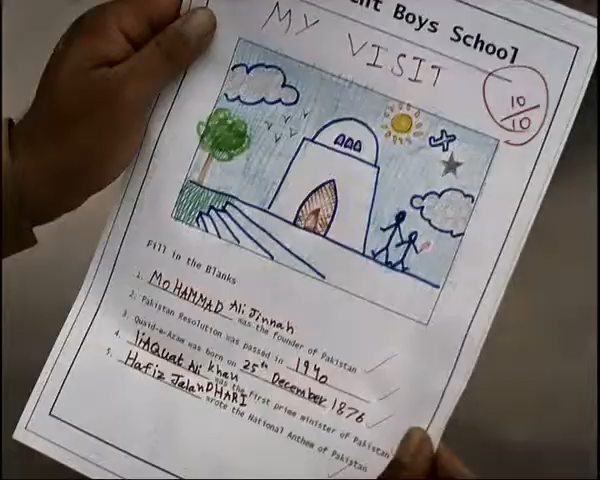 Boys School
MY VISIT
10/10
Fill in the Blanks
1. MOHAMMAD Ali Jinnah was the founder of Pakistan
2. Pakistan Resolution was passed in 1940
3. Quaid-e-Azam was born on 25th December 1876
4. liAQuat Ali khan was the first prime minister of Pakistan
5. Hafiz JalanDHARI wrote the National Anthem of Pakistan